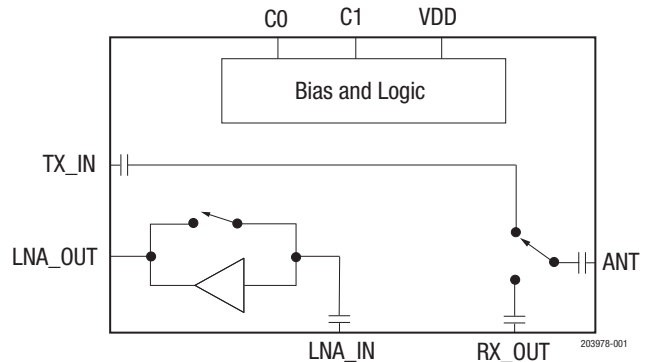 C0 C1 VDD
Bias and Logic
TX_IN
LNA_OUT
ANT
LNA_IN RX_OUT
203978-001